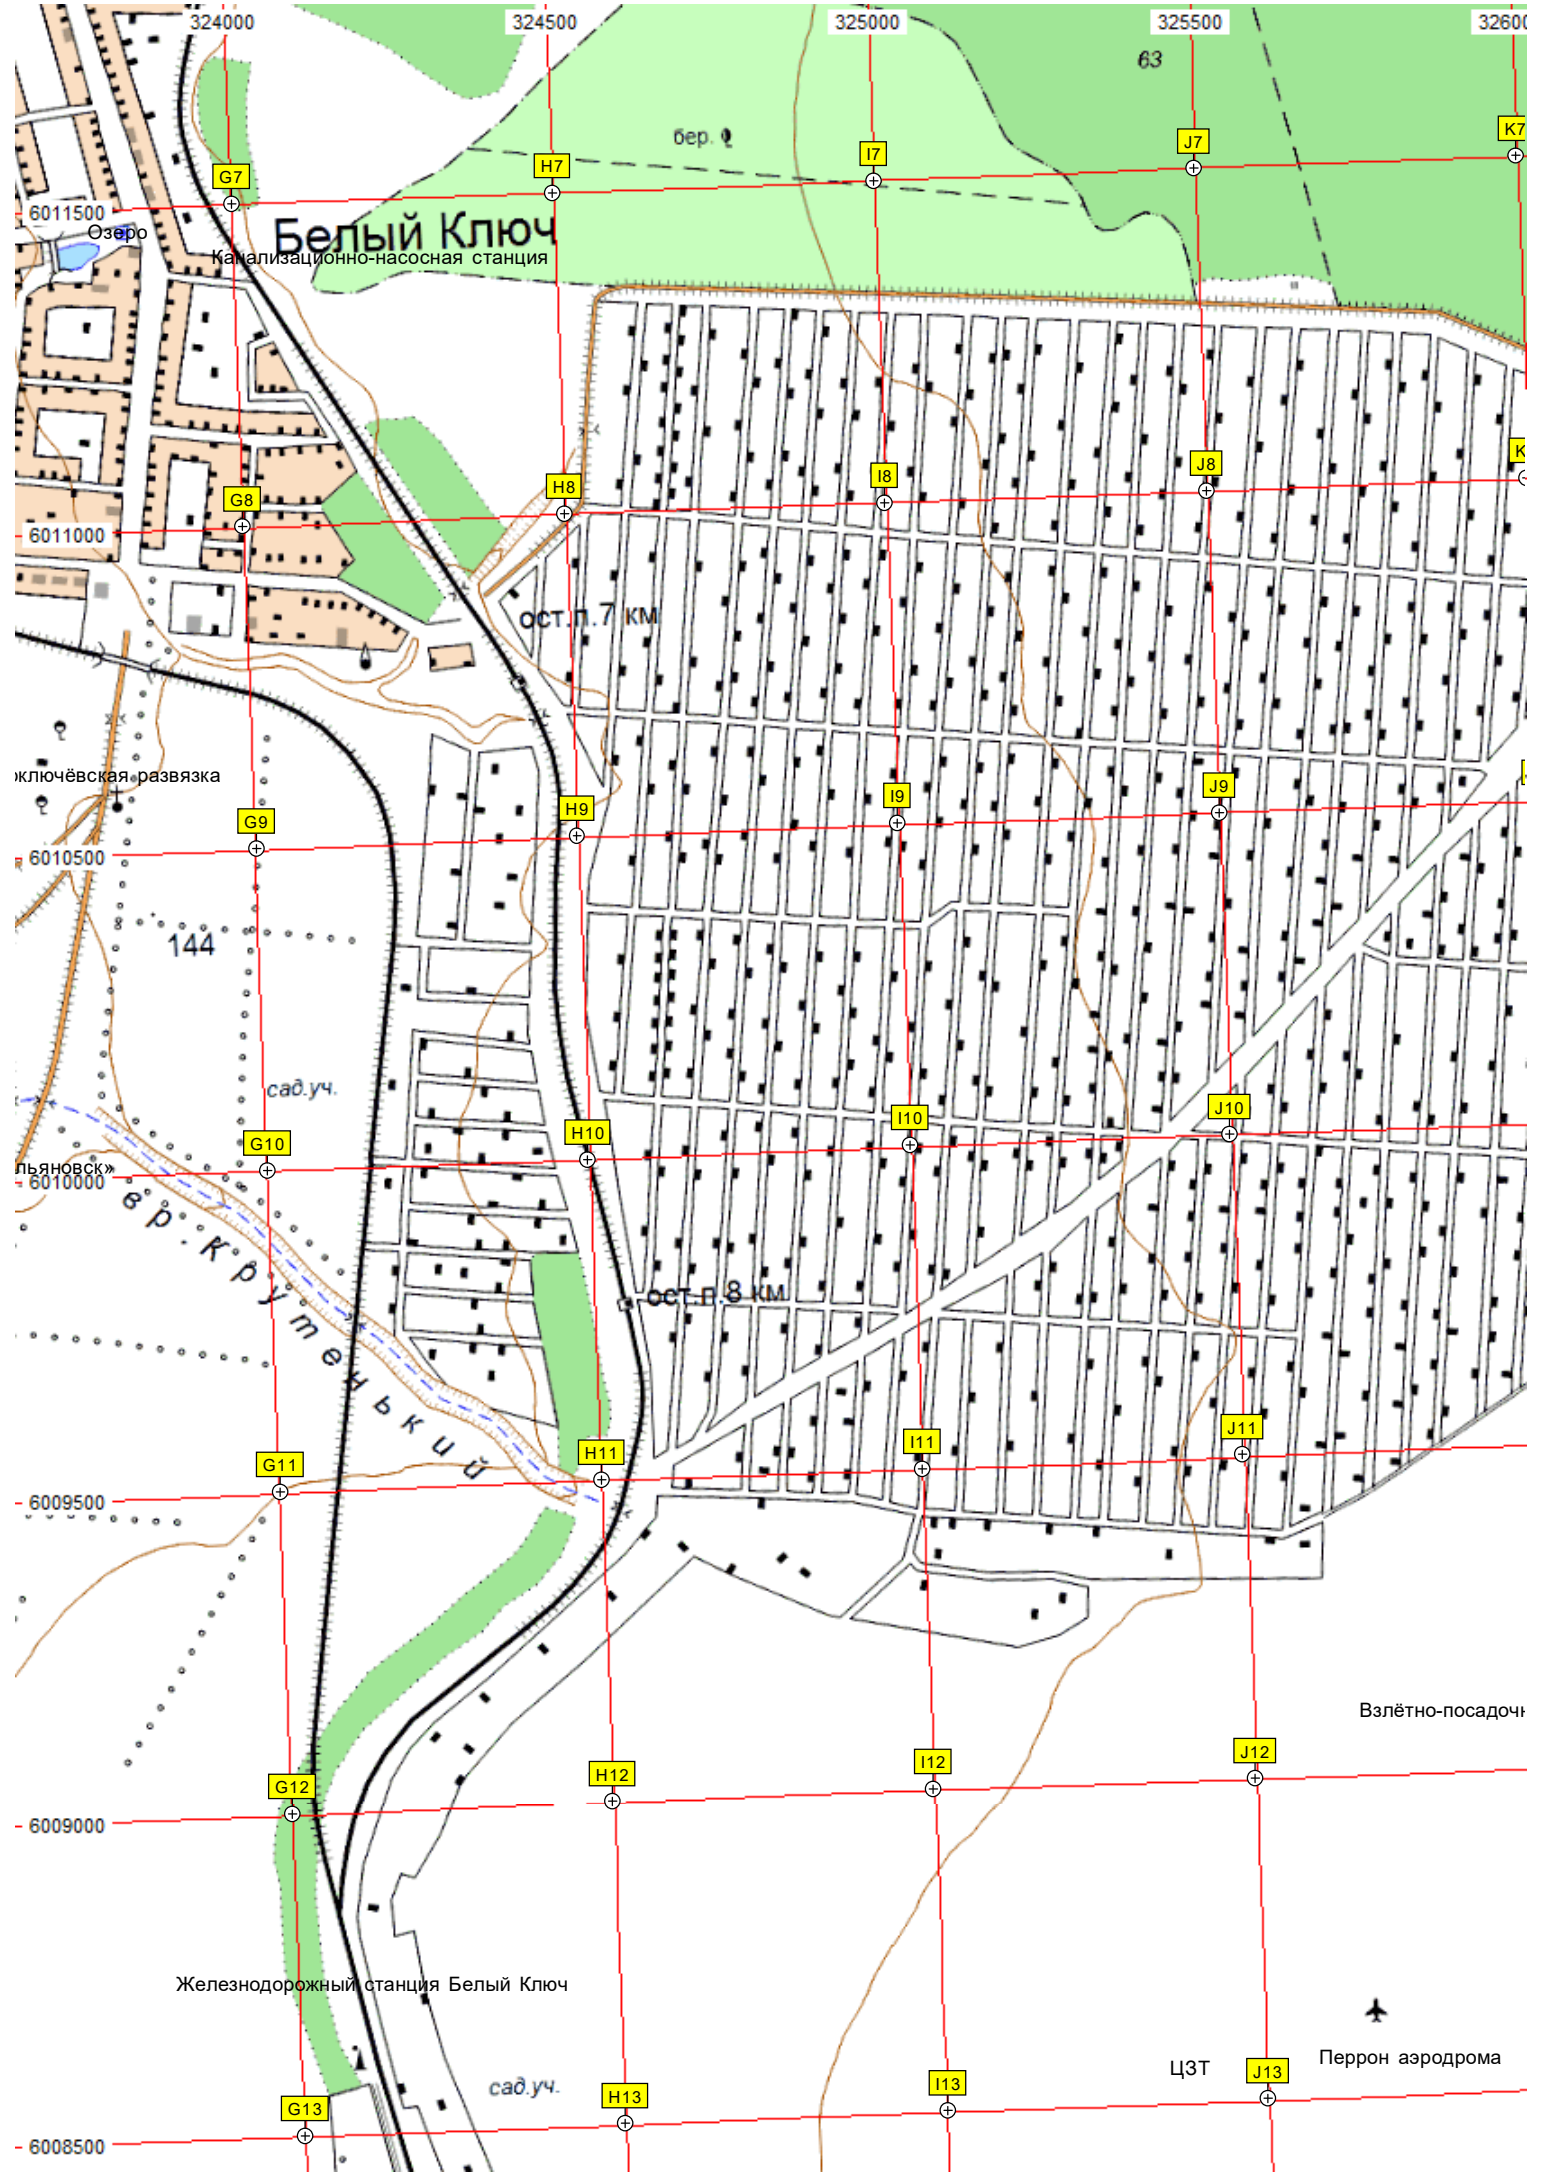 324000 324500 325000 325500
63
бер.
G7 H7 I7 J7 K7
6011500
Озеро
Белый Ключ
Канализационно-насосная станция
G8 H8 I8 J8 K
6011000
ост.п.7 км
ключёвская развязка
G9 H9 I9 J9
6010500
144
сад.уч.
G10 H10 I10 J10
льяновск»
6010000
вр. Крутенький
ост.п.8 км
G11 H11 I11 J11
6009500
Взлётно-посадоч
G12 H12 I12 J12
6009000
Железнодорожный станция Белый Ключ
сад.уч.
ЦЗТ
Перрон аэродрома
G13 H13 I13 J13
6008500